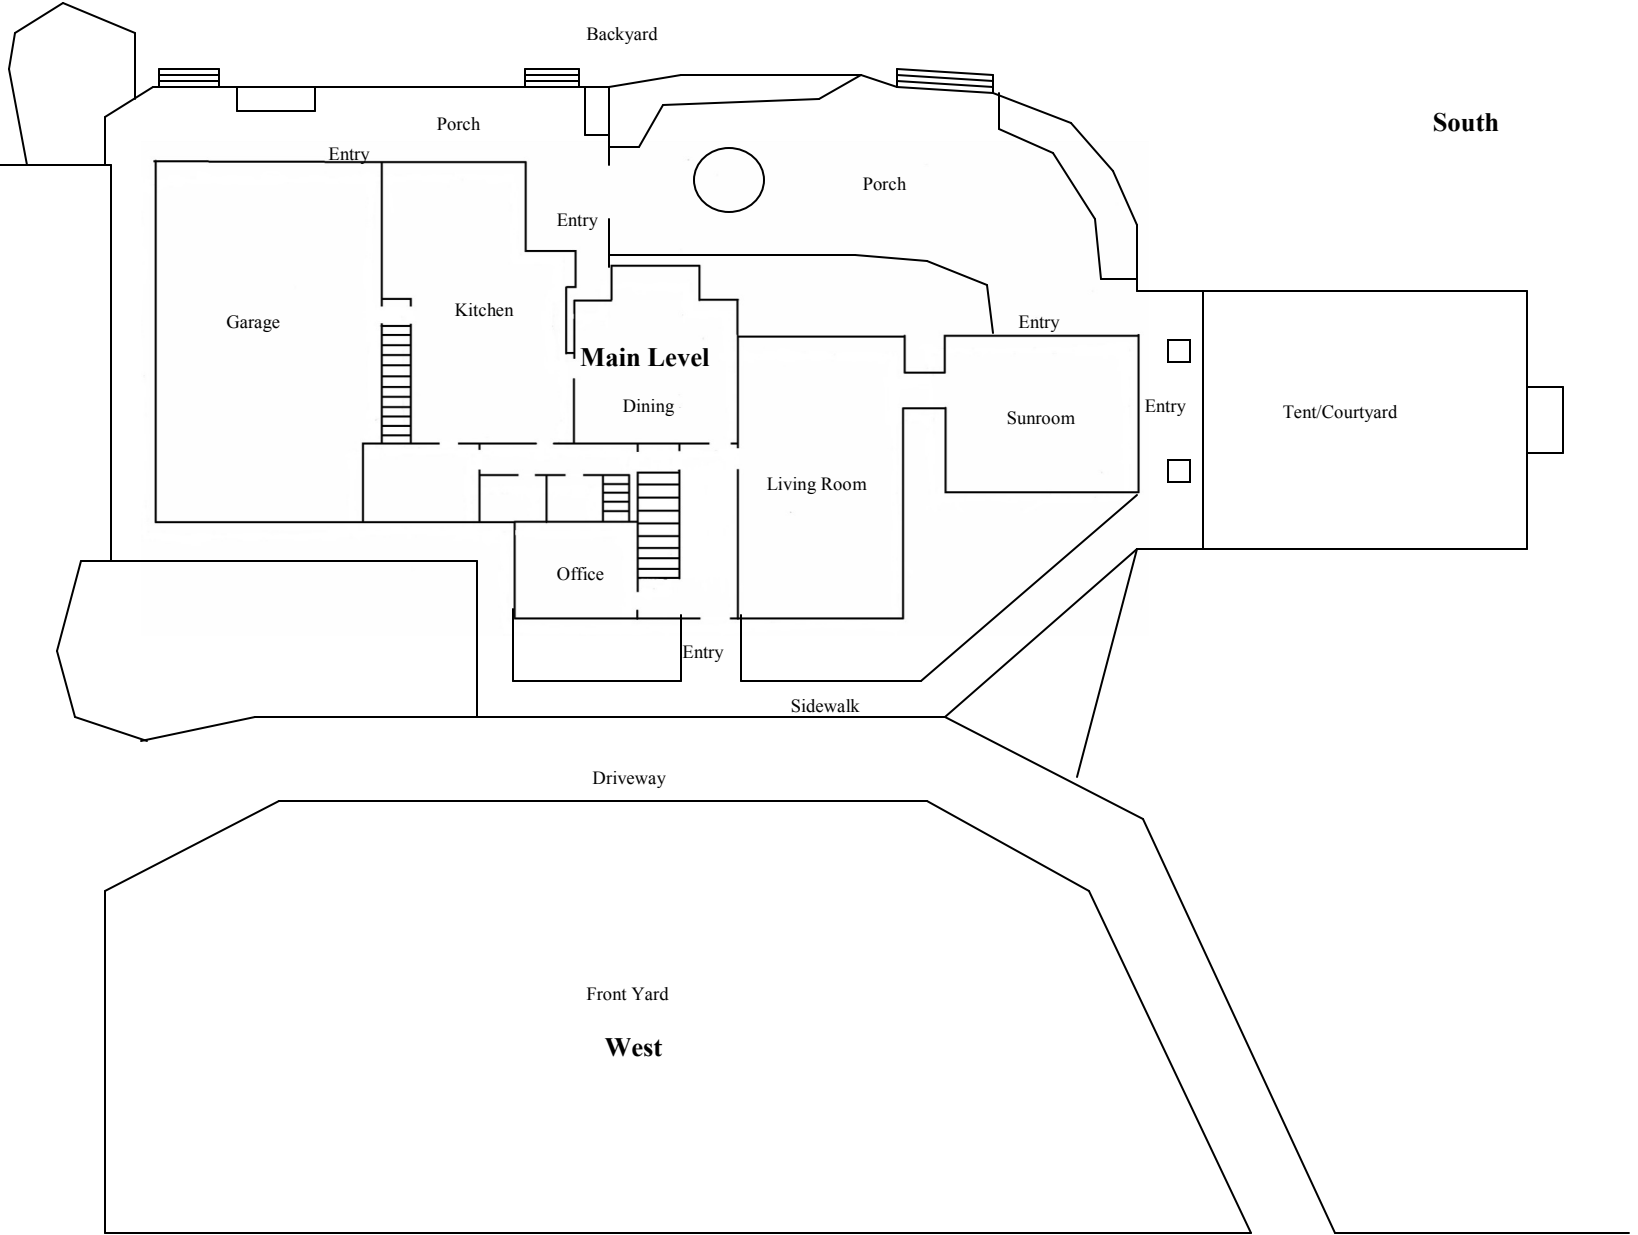 Backyard
South
Porch
Entry
Porch
Entry
Kitchen
Garage
Entry
Main Level
Dining
Entry
Tent/Courtyard
Sunroom
Living Room
Office
Entry
Sidewalk
Driveway
Front Yard
West